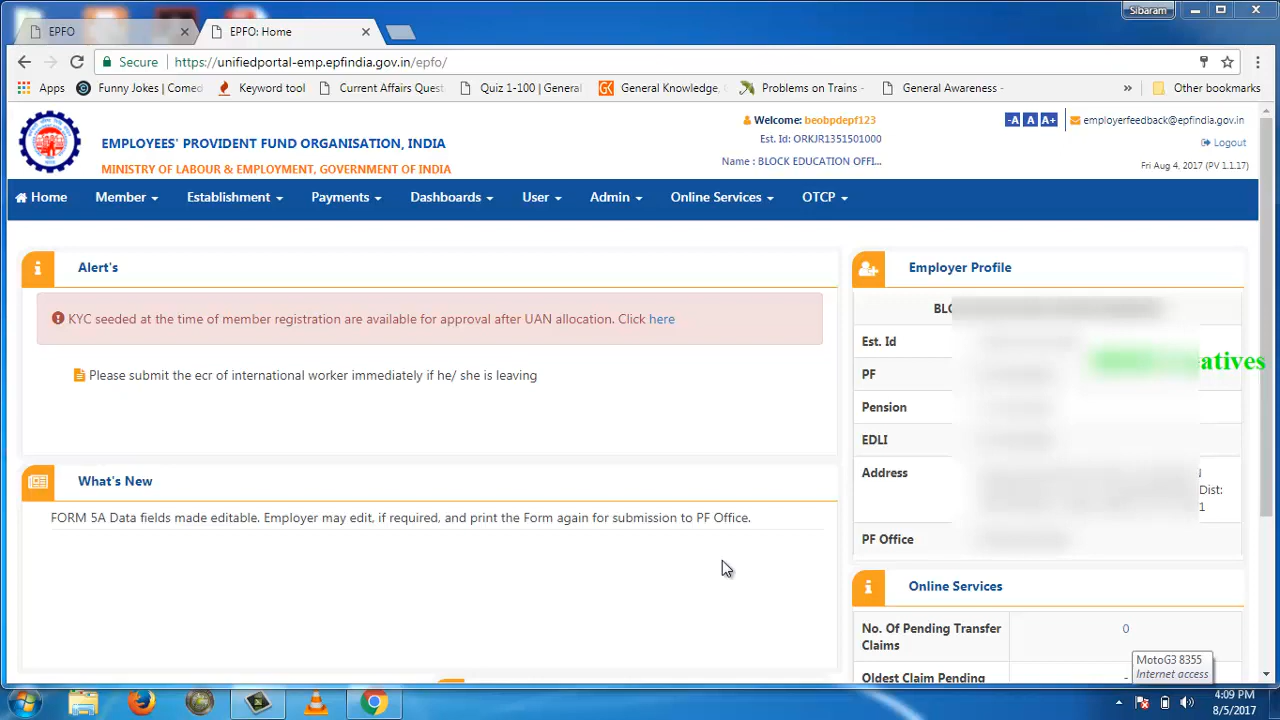 Sibaram
EPFO
EPFO: Home
Secure https://unifiedportal-emp.epfindia.gov.in/epfo/
Apps Funny Jokes | Comed Keyword tool Current Affairs Quest Quiz 1-100 | General General Knowledge, Problems on Trains - General Awareness - » Other bookmarks
EMPLOYEES' PROVIDENT FUND ORGANISATION, INDIA
MINISTRY OF LABOUR & EMPLOYMENT, GOVERNMENT OF INDIA
Welcome: beobpdepf123
Est. Id: ORKJR1351501000
Name : BLOCK EDUCATION OFFI...
-A A A+ employerfeedback@epfindia.gov.in
Logout
Fri Aug 4, 2017 (PV 1.1.17)
Home Member Establishment Payments Dashboards User Admin Online Services OTCP
Alert's
KYC seeded at the time of member registration are available for approval after UAN allocation. Click here
Please submit the ecr of international worker immediately if he/ she is leaving
What's New
FORM 5A Data fields made editable. Employer may edit, if required, and print the Form again for submission to PF Office.
Employer Profile
Est. Id
PF
Pension
EDLI
Address
Dist:
1
PF Office
Online Services
No. Of Pending Transfer Claims 0
Oldest Claim Pending -
MotoG3 8355
Internet access
4:09 PM
8/5/2017